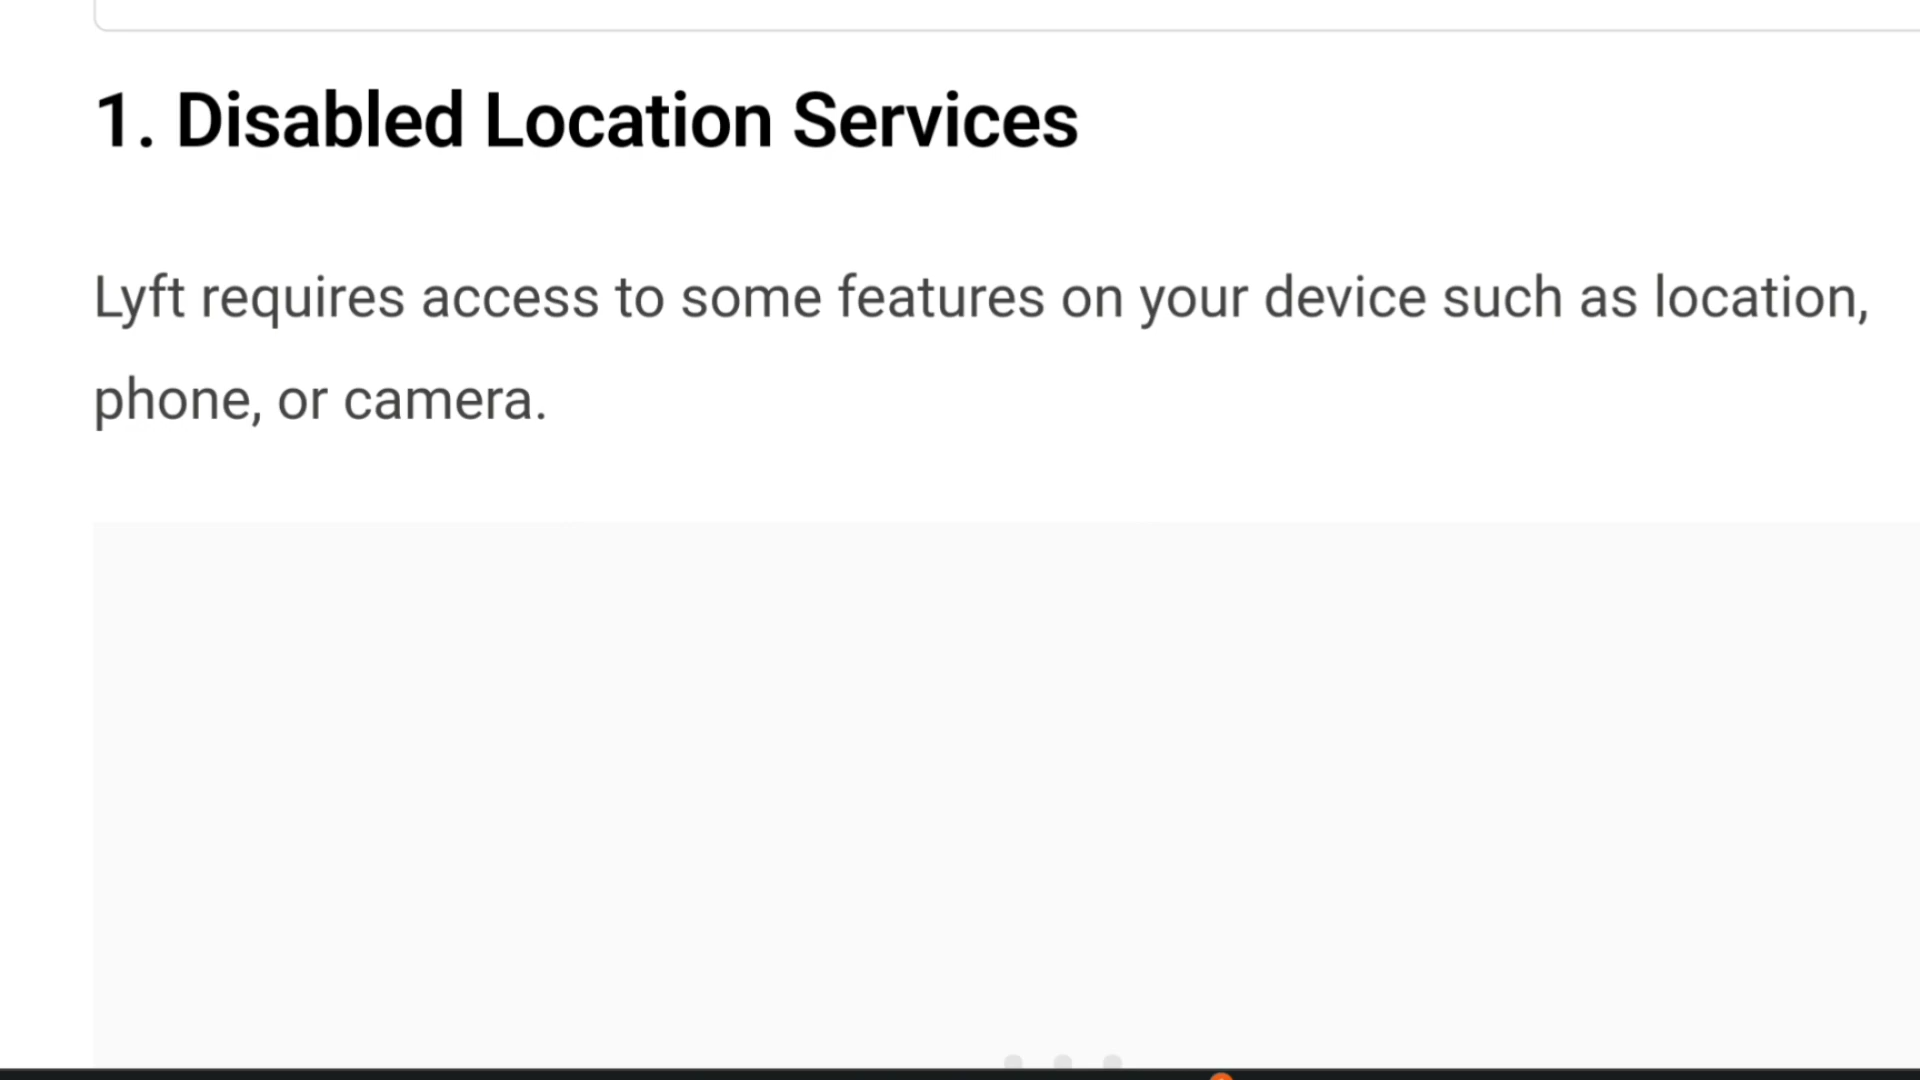 1. Disabled Location Services
Lyft requires access to some features on your device such as location,
phone, or camera.